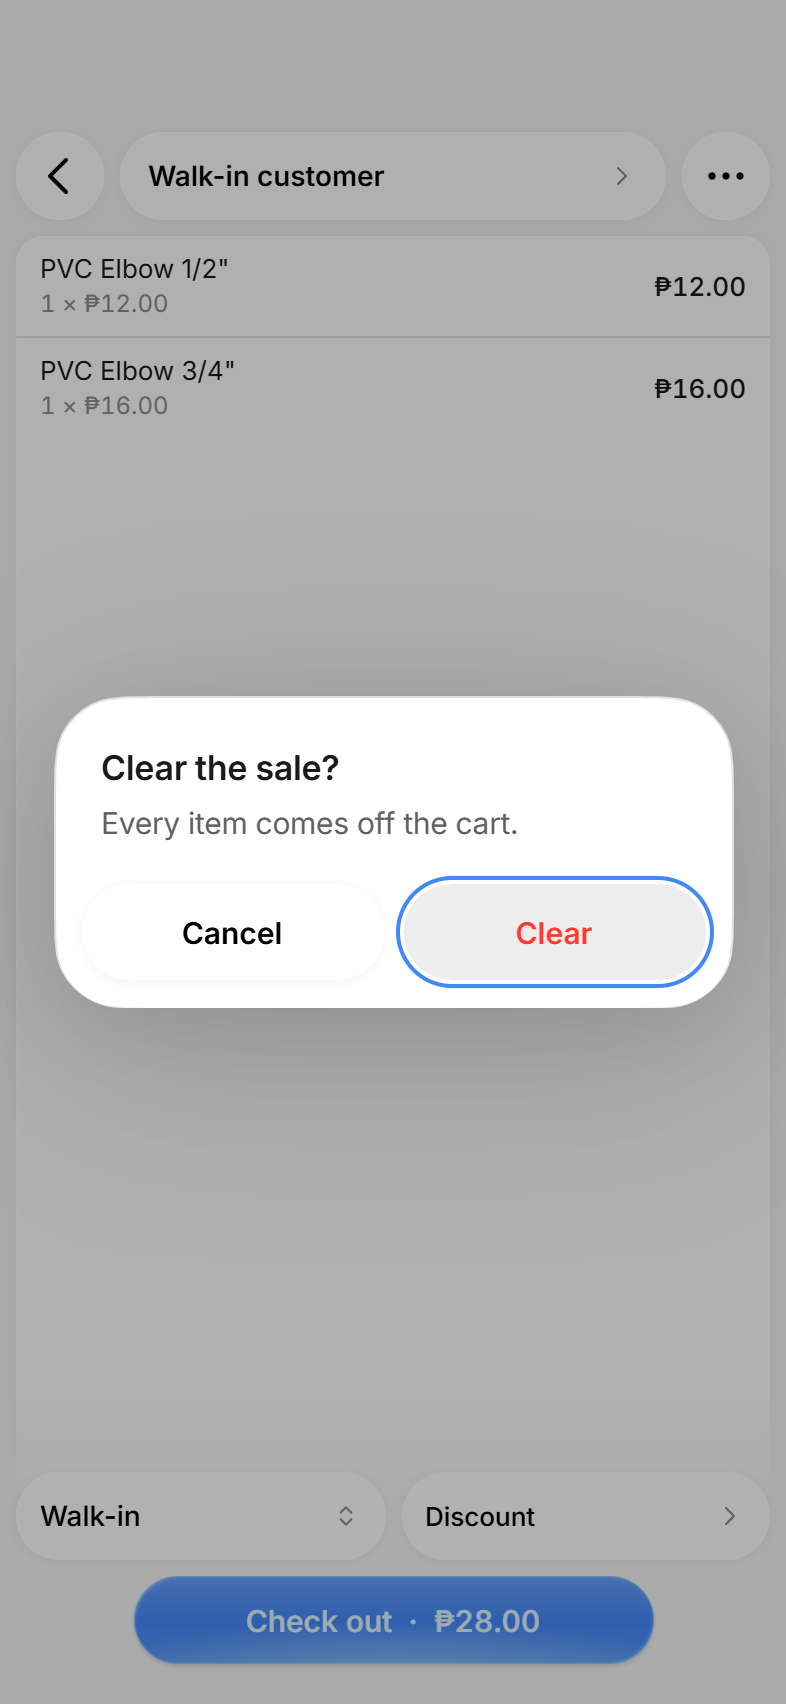 Walk-in customer
PVC Elbow 1/2"
1 × ₱12.00
₱12.00
PVC Elbow 3/4"
1 × ₱16.00
₱16.00
Clear the sale?
Every item comes off the cart.
Cancel
Clear
Walk-in
Discount
Check out · ₱28.00